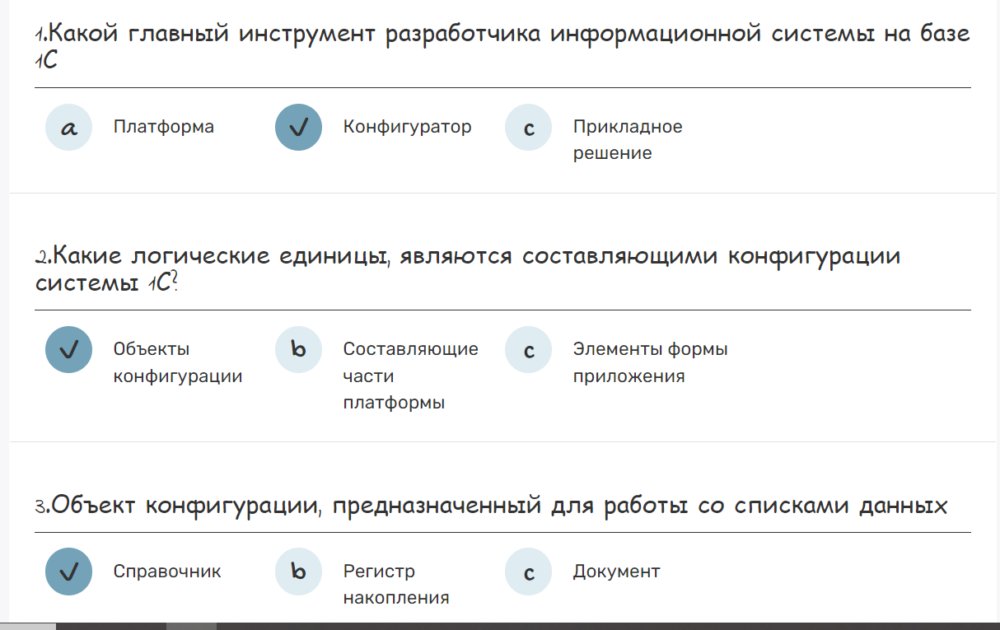 1.Какой главный инструмент разработчика информационной системы на базе
1С
a Платформа ✓ Конфигуратор c Прикладное
решение
2.Какие логические единицы, являются составляющими конфигурации
системы 1С?
✓ Объекты b Составляющие c Элементы формы
конфигурации части приложения
платформы
3.Объект конфигурации, предназначенный для работы со списками данных
✓ Справочник b Регистр c Документ
накопления